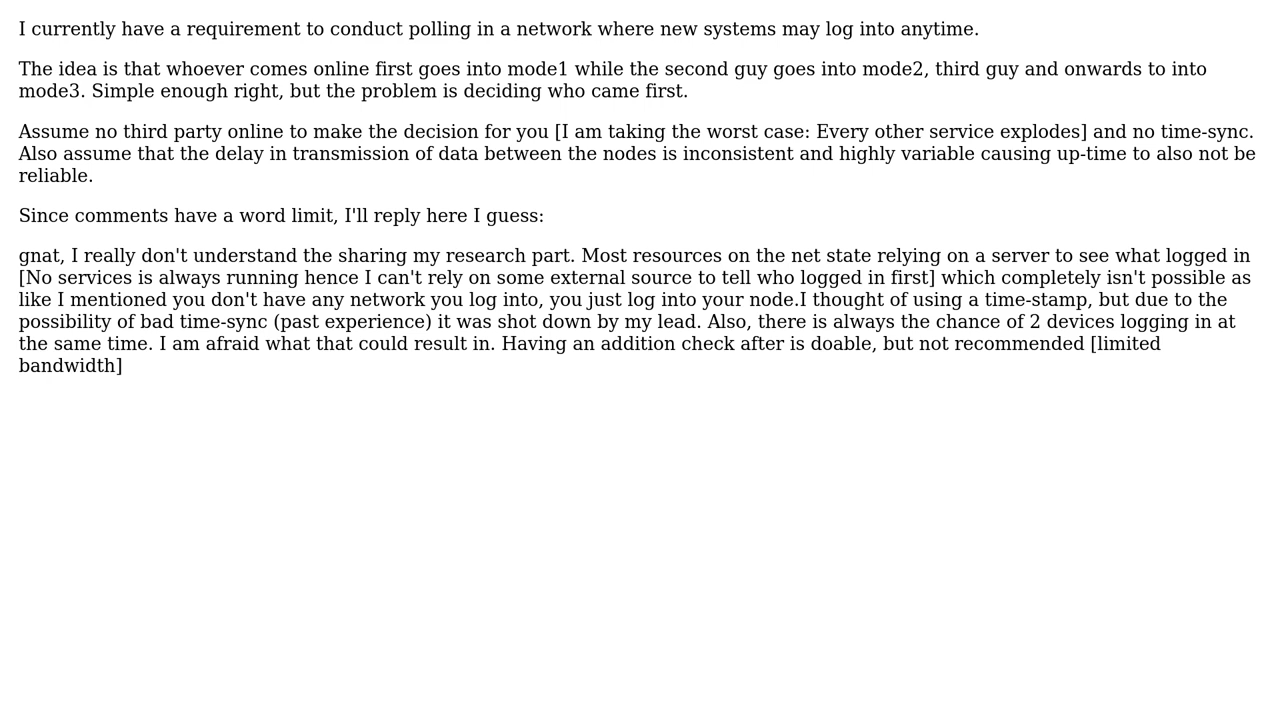 I currently have a requirement to conduct polling in a network where new systems may log into anytime.
The idea is that whoever comes online first goes into mode1 while the second guy goes into mode2, third guy and onwards to into
mode3. Simple enough right, but the problem is deciding who came first.
Assume no third party online to make the decision for you [I am taking the worst case: Every other service explodes] and no time-sync.
Also assume that the delay in transmission of data between the nodes is inconsistent and highly variable causing up-time to also not be
reliable.
Since comments have a word limit, I'll reply here I guess:
gnat, I really don't understand the sharing my research part. Most resources on the net state relying on a server to see what logged in
[No services is always running hence I can't rely on some external source to tell who logged in first] which completely isn't possible as
like I mentioned you don't have any network you log into, you just log into your node.I thought of using a time-stamp, but due to the
possibility of bad time-sync (past experience) it was shot down by my lead. Also, there is always the chance of 2 devices logging in at
the same time. I am afraid what that could result in. Having an addition check after is doable, but not recommended [limited
bandwidth]